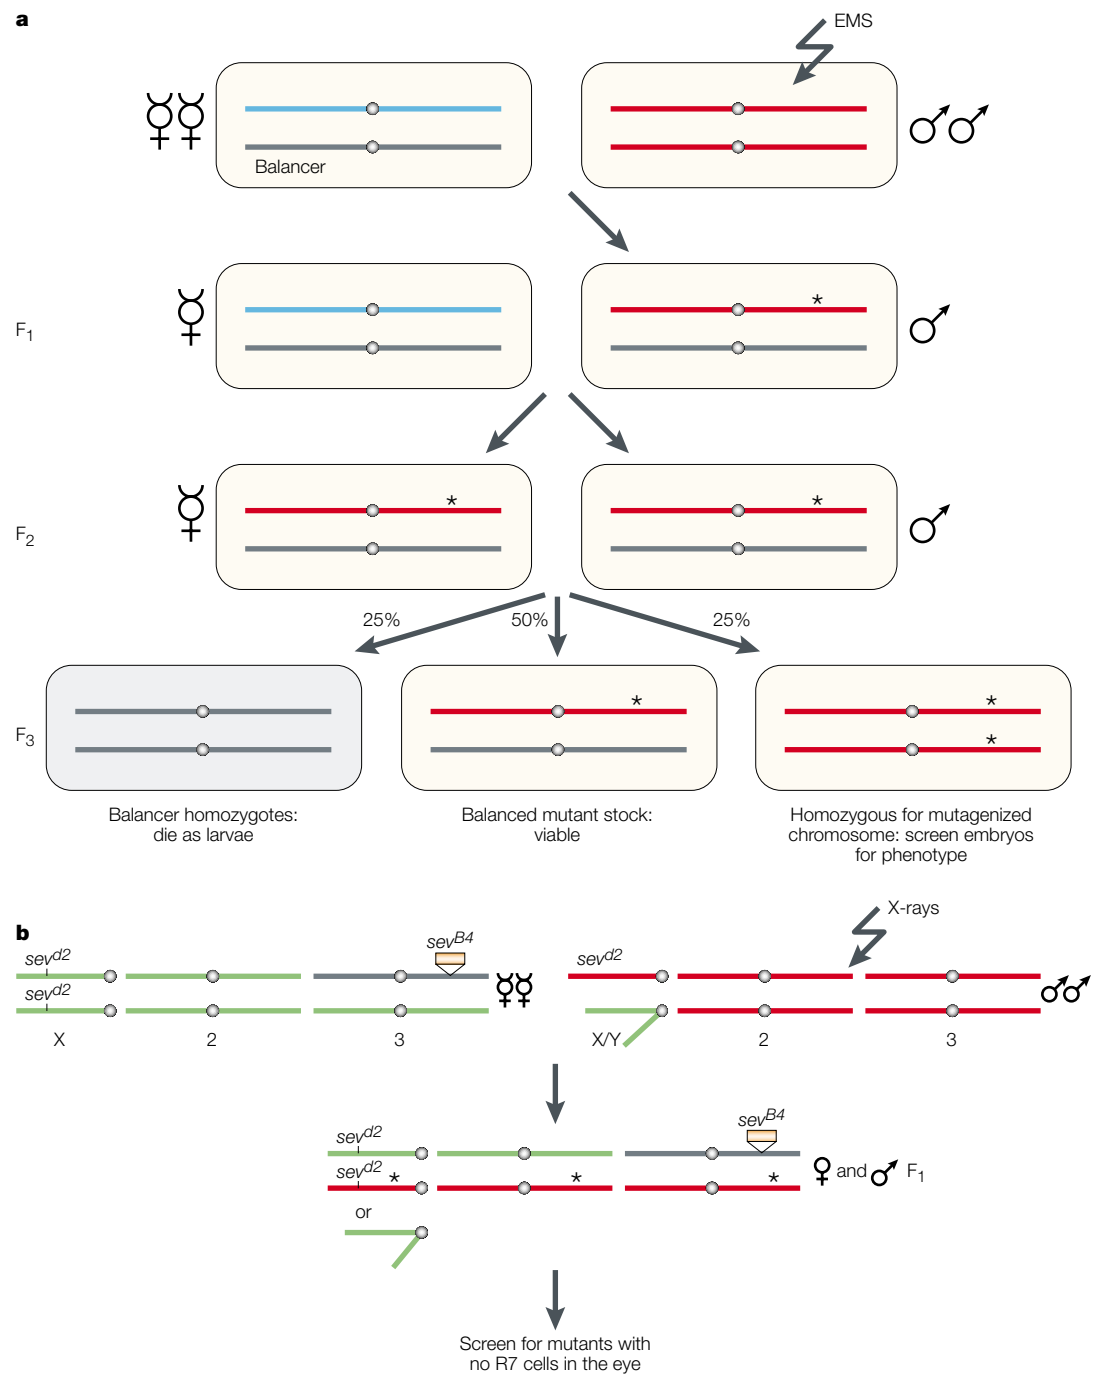 a
EMS
Balancer
F1
F2
25%
50%
25%
F3
Balancer homozygotes:
die as larvae
Balanced mutant stock:
viable
Homozygous for mutagenized
chromosome: screen embryos
for phenotype
*
*
*
*
*
*
b
X-rays
sevd2
sevB4
sevd2
sevd2
X
2
3
X/Y
2
3
sevd2
sevB4
sevd2
*
*
*
and
F1
or
Screen for mutants with
no R7 cells in the eye